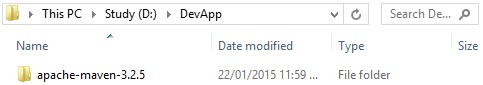 This PC Study (D:) DevApp Search De...
Name Date modified Type Size
apache-maven-3.2.5 22/01/2015 11:59 ... File folder